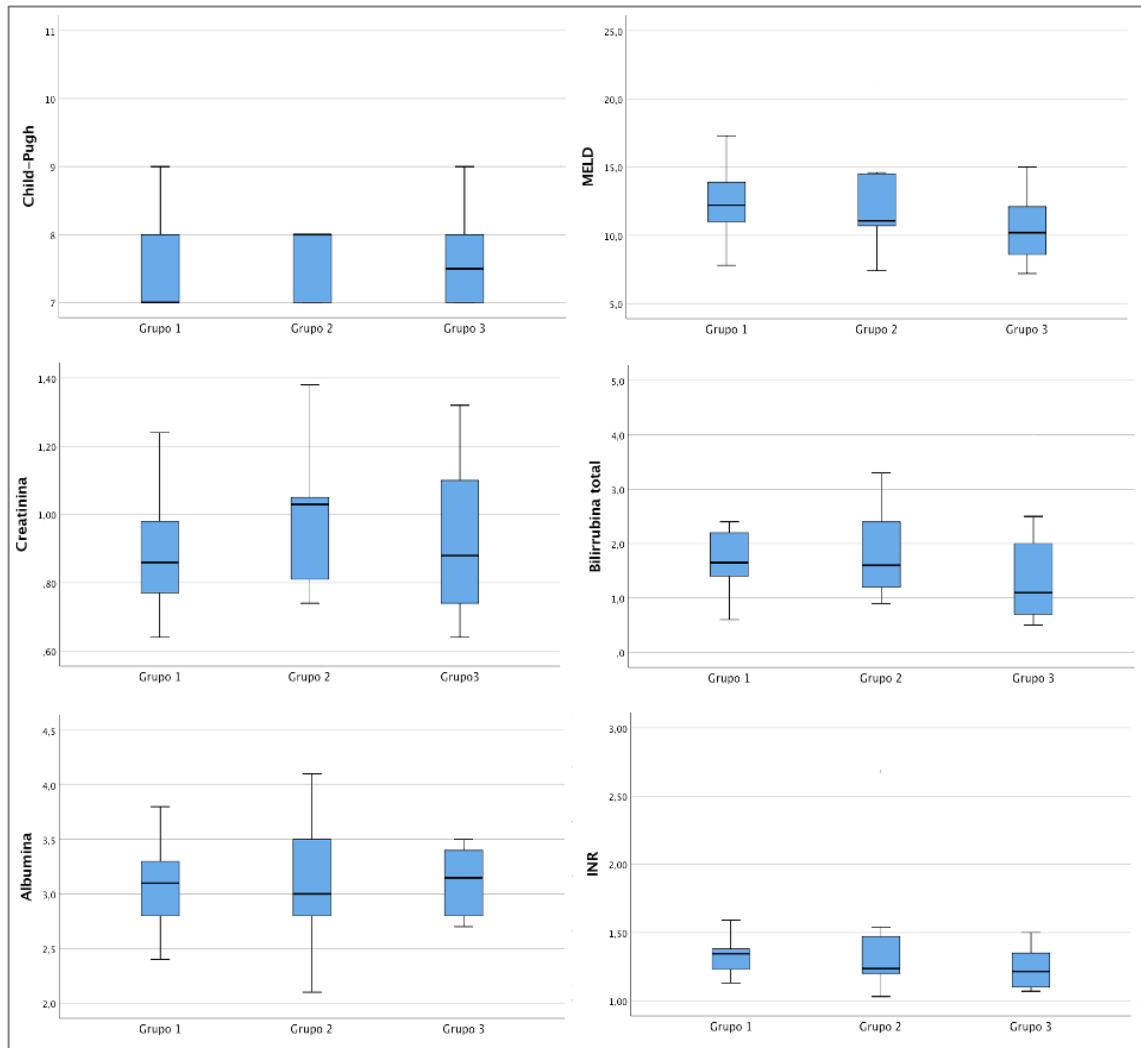 Child-Pugh
11
10
9
8
7
Grupo 1
Grupo 2
Grupo 3
MELD
25,0
20,0
15,0
10,0
5,0
Grupo 1
Grupo 2
Grupo 3
Creatinina
1,40
1,20
1,00
,80
,60
Grupo 1
Grupo 2
Grupo3
Bilirrubina total
5,0
4,0
3,0
2,0
1,0
,0
Grupo 1
Grupo 2
Grupo 3
Albumina
4,5
4,0
3,5
3,0
2,5
2,0
Grupo 1
Grupo 2
Grupo 3
INR
3,00
2,50
2,00
1,50
1,00
Grupo 1
Grupo 2
Grupo 3